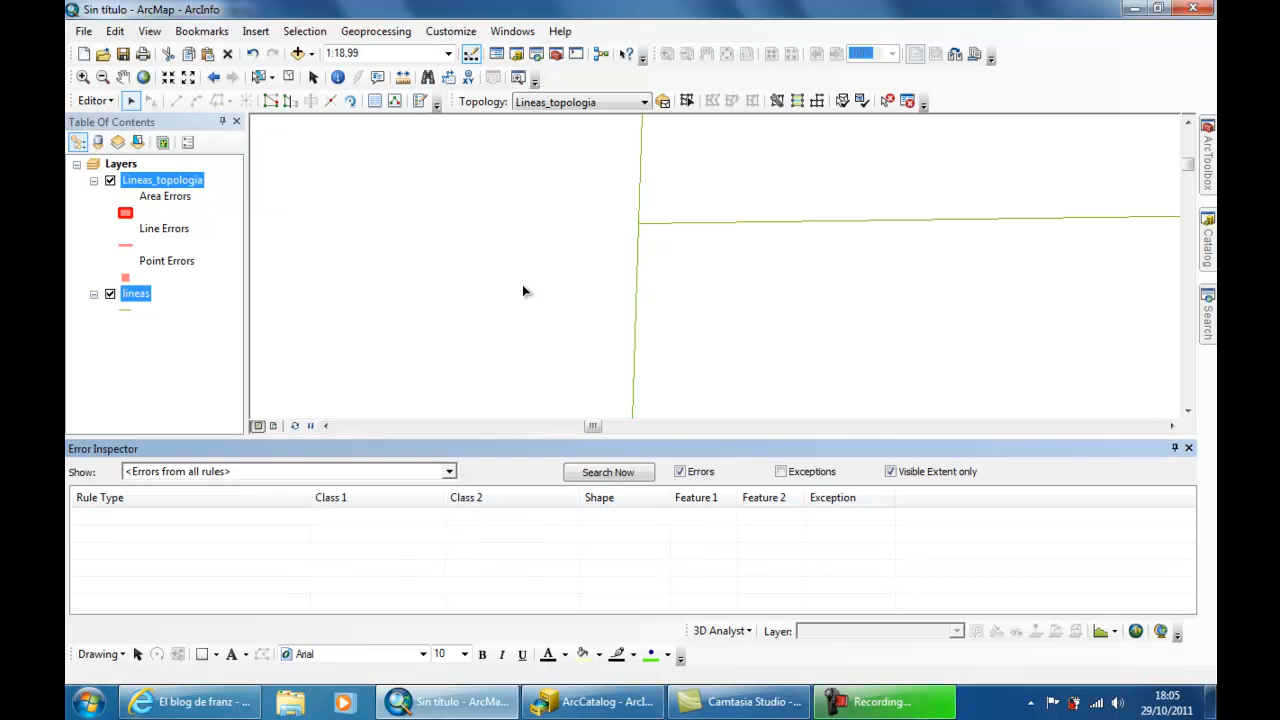 Sin título - ArcMap - ArcInfo
File Edit View Bookmarks Insert Selection Geoprocessing Customize Windows Help
1:18,99
Editor Topology: Lineas_topologia
Table Of Contents
Layers
Lineas_topologia
Area Errors
Line Errors
Point Errors
lineas
ArcToolbox
Catalog
Search
Error Inspector
Show: <Errors from all rules> Search Now Errors Exceptions Visible Extent only
Rule Type Class 1 Class 2 Shape Feature 1 Feature 2 Exception
3D Analyst Layer:
Drawing A Arial 10 B I U A
El blog de franz - ... Sin título - ArcMa... ArcCatalog - ArcI... Camtasia Studio - ... Recording... 18:05
29/10/2011